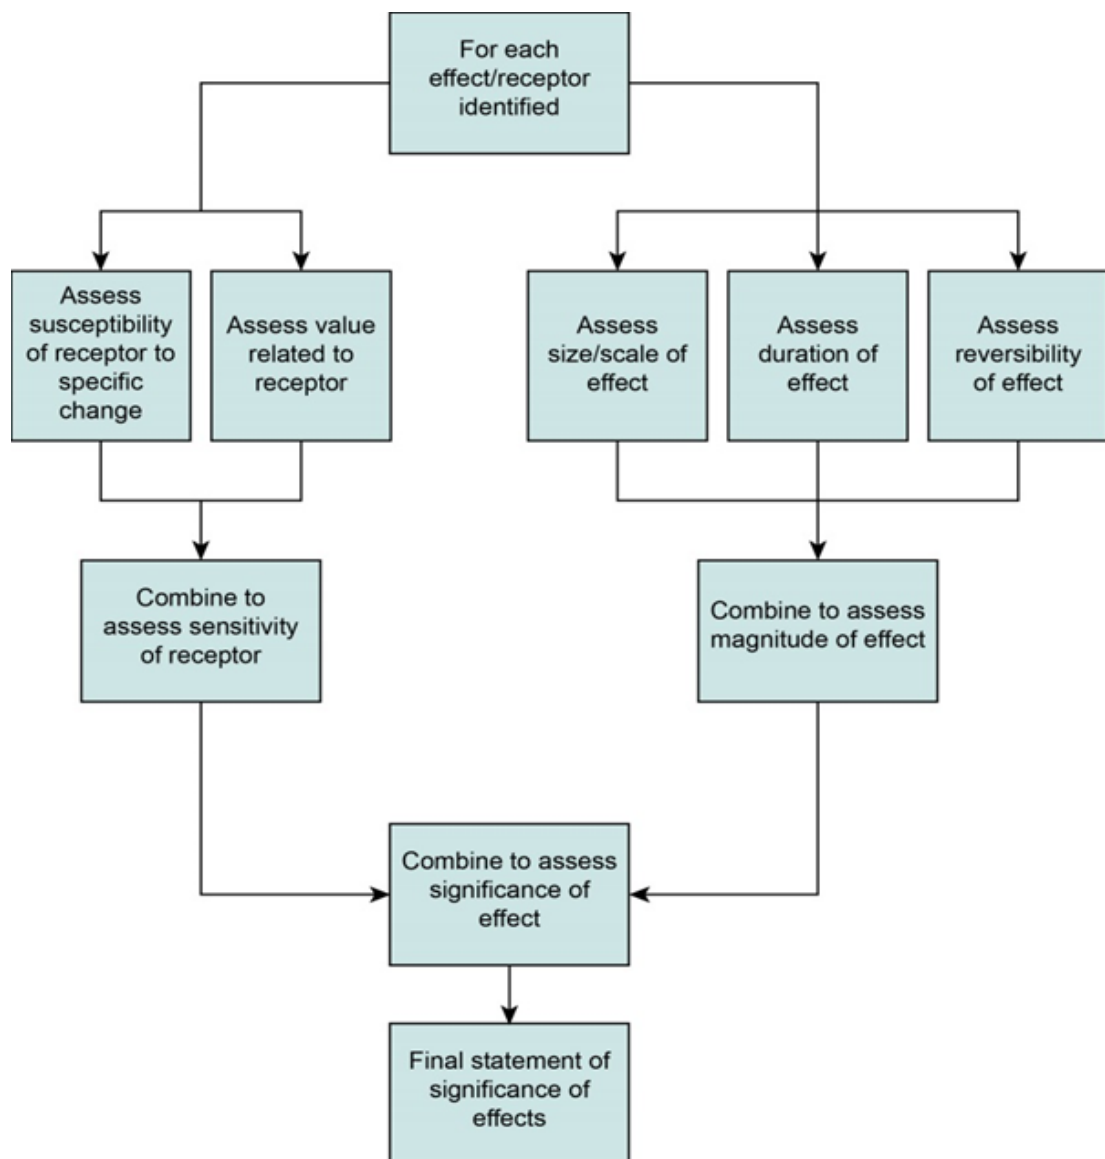 For each
effect/receptor
identified
Assess
susceptibility
of receptor to
specific
change
Assess value
related to
receptor
Assess
size/scale of
effect
Assess
duration of
effect
Assess
reversibility
of effect
Combine to
assess sensitivity
of receptor
Combine to assess
magnitude of effect
Combine to assess
significance of
effect
Final statement of
significance of
effects